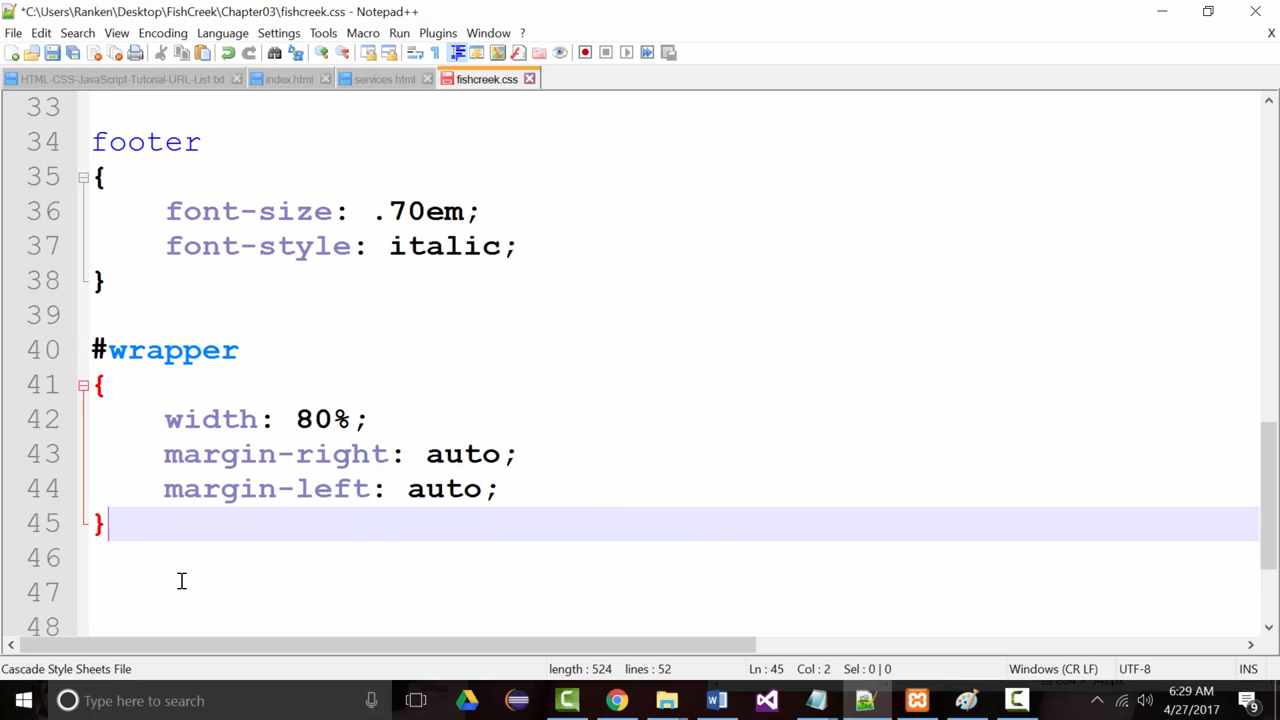 *C:\Users\Ranken\Desktop\FishCreek\Chapter03\fishcreek.css - Notepad++
File Edit Search View Encoding Language Settings Tools Macro Run Plugins Window ? X
HTML-CSS-JavaScript-Tutorial-URL-List.txt index.html services.html fishcreek.css
33
34 footer
35 {
36 font-size: .70em;
37 font-style: italic;
38 }
39
40 #wrapper
41 {
42 width: 80%;
43 margin-right: auto;
44 margin-left: auto;
45 }
46
47
48
Cascade Style Sheets File length : 524 lines : 52 Ln : 45 Col : 2 Sel : 0 | 0 Windows (CR LF) UTF-8 INS
Type here to search 6:29 AM
4/27/2017 9